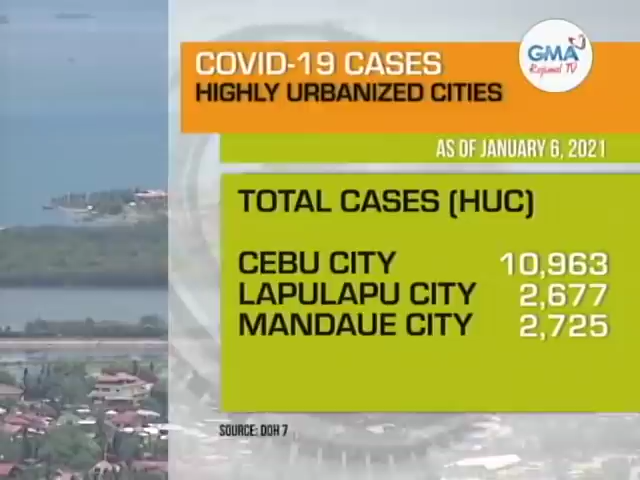 COVID-19 CASES
HIGHLY URBANIZED CITIES
GMA
Regional TV
AS OF JANUARY 6, 2021
TOTAL CASES (HUC)
CEBU CITY 10,963
LAPULAPU CITY 2,677
MANDAUE CITY 2,725
SOURCE: DOH 7